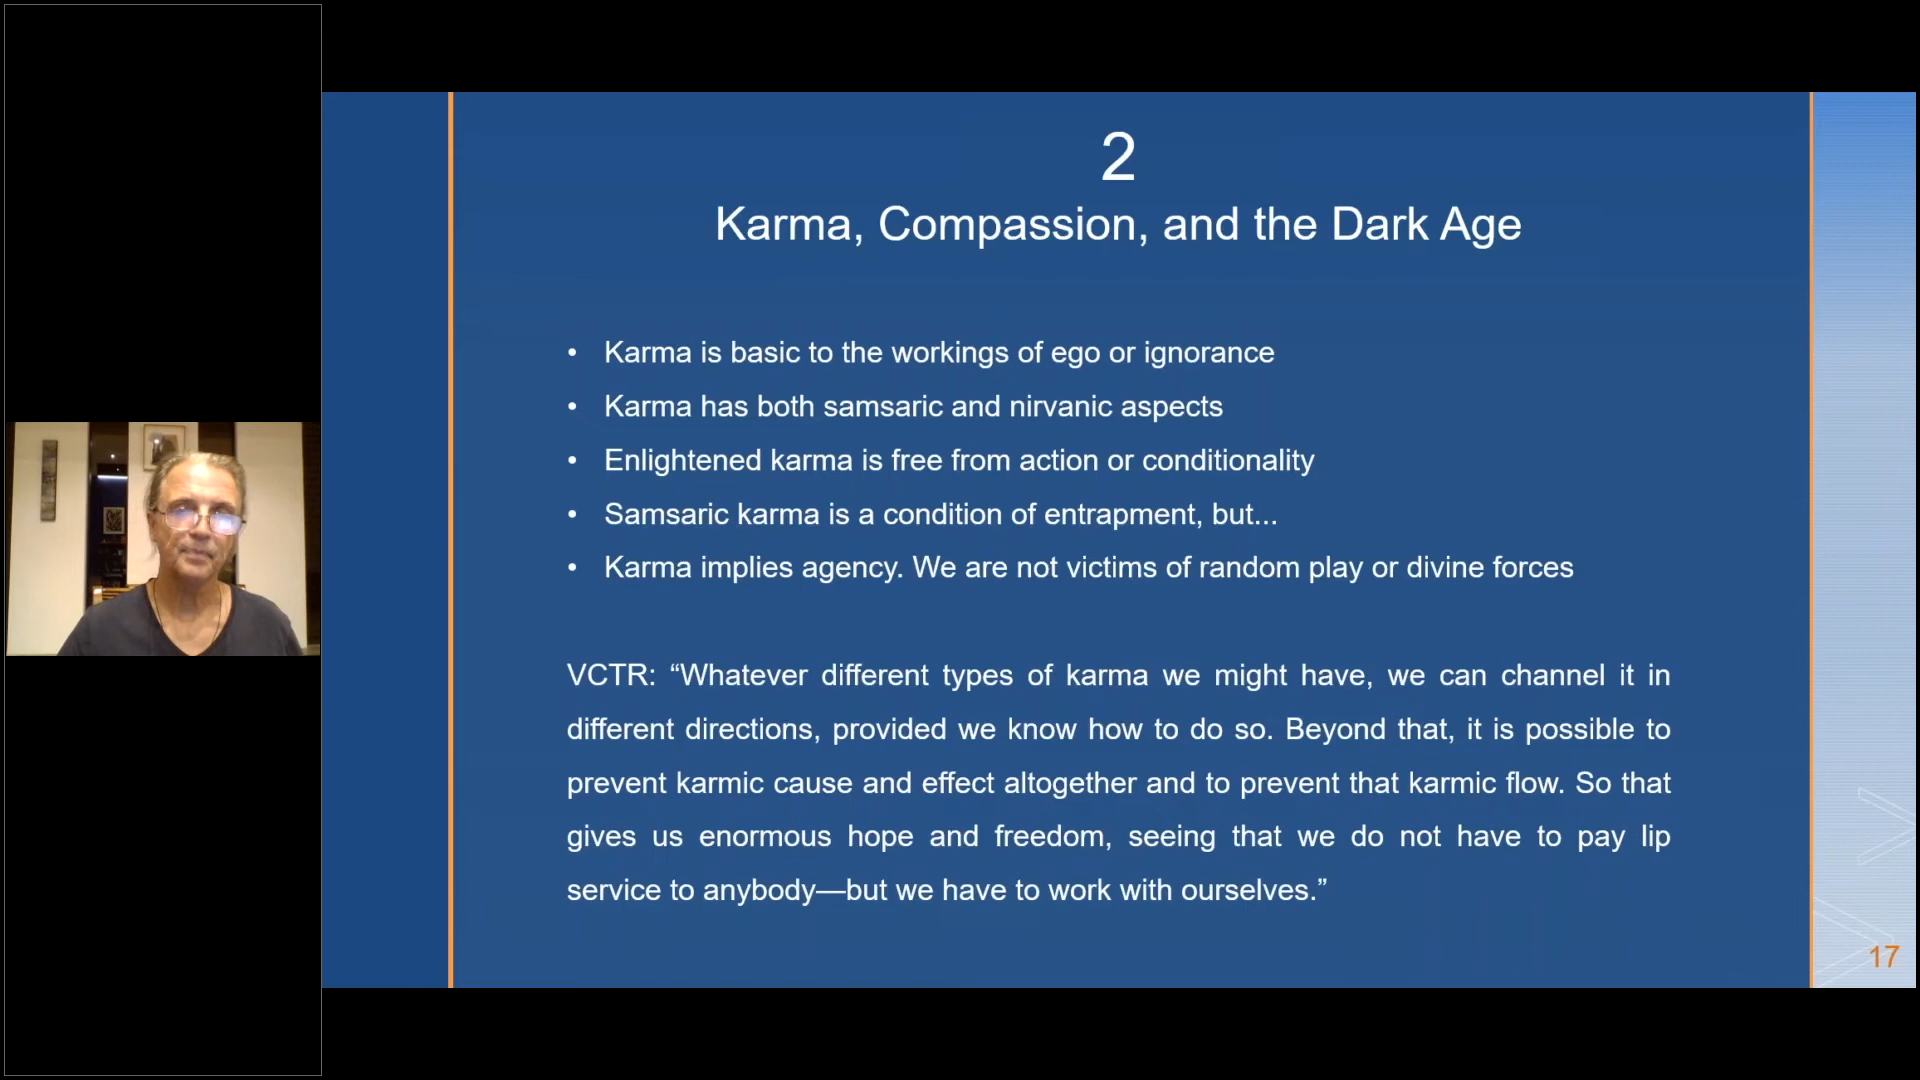 2
Karma, Compassion, and the Dark Age
• Karma is basic to the workings of ego or ignorance
• Karma has both samsaric and nirvanic aspects
• Enlightened karma is free from action or conditionality
• Samsaric karma is a condition of entrapment, but...
• Karma implies agency. We are not victims of random play or divine forces
VCTR: “Whatever different types of karma we might have, we can channel it in
different directions, provided we know how to do so. Beyond that, it is possible to
prevent karmic cause and effect altogether and to prevent that karmic flow. So that
gives us enormous hope and freedom, seeing that we do not have to pay lip
service to anybody—but we have to work with ourselves.”
17